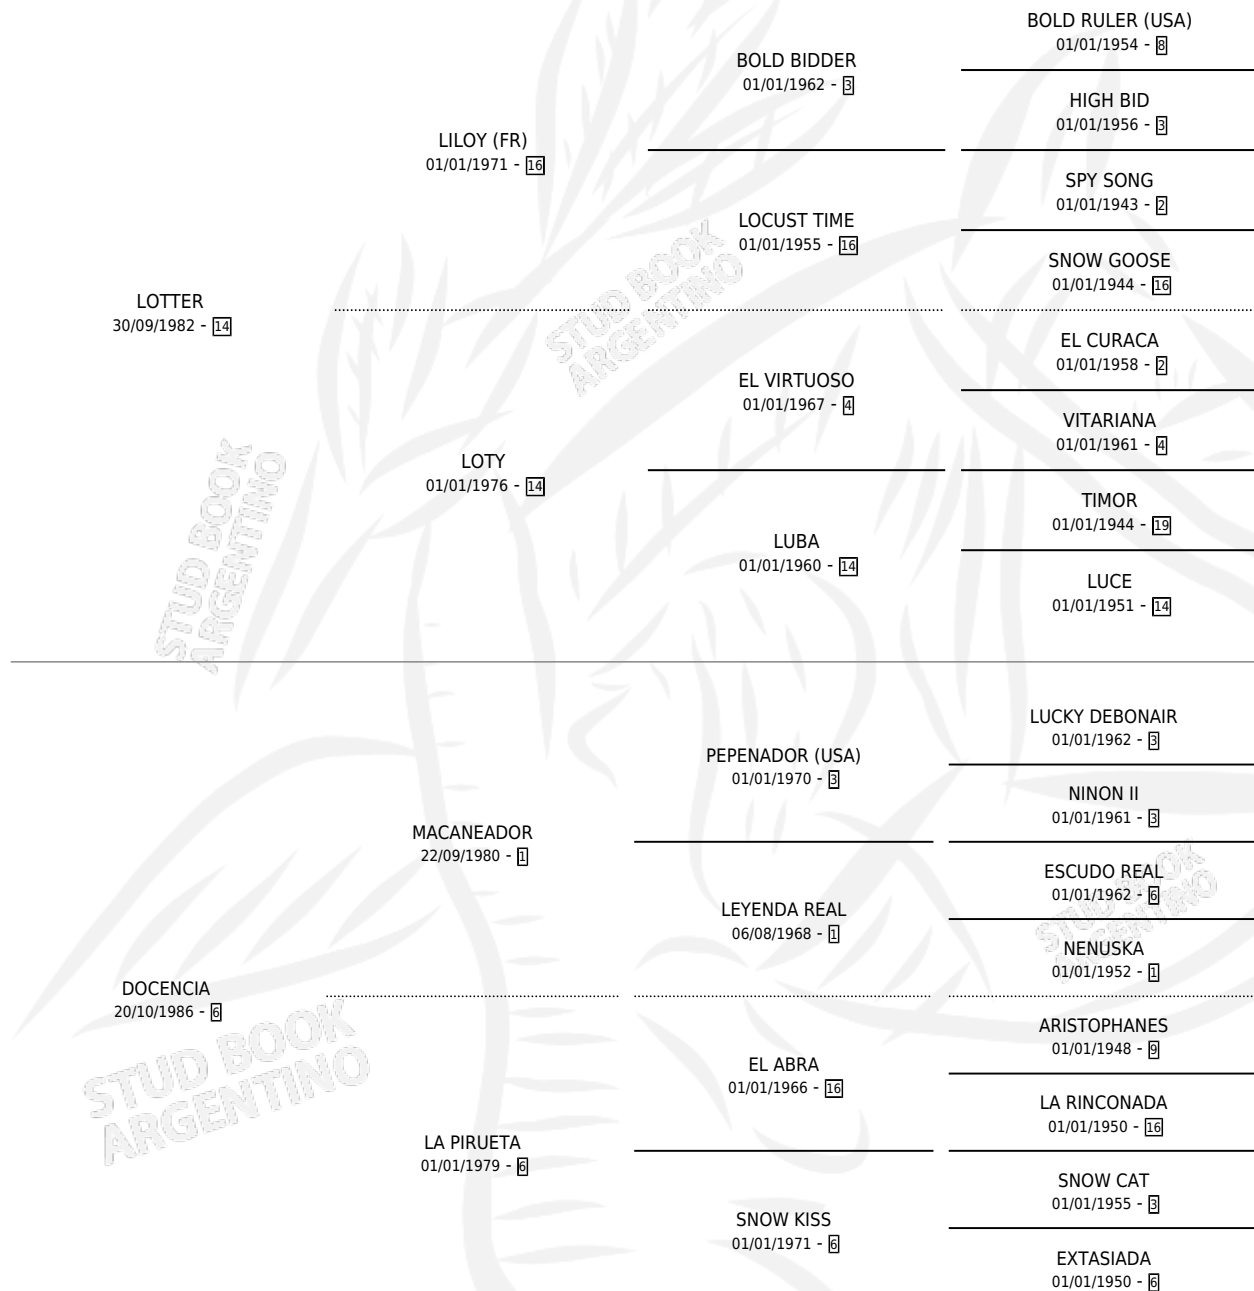 BOLD RULER (USA)
01/01/1954 - 8
BOLD BIDDER
01/01/1962 - 3
HIGH BID
01/01/1956 - 3
LILOY (FR)
01/01/1971 - 16
SPY SONG
01/01/1943 - 2
LOCUST TIME
01/01/1955 - 16
SNOW GOOSE
01/01/1944 - 16
LOTTER
30/09/1982 - 14
EL CURACA
01/01/1958 - 2
EL VIRTUOSO
01/01/1967 - 4
VITARIANA
01/01/1961 - 4
LOTY
01/01/1976 - 14
TIMOR
01/01/1944 - 19
LUBA
01/01/1960 - 14
LUCE
01/01/1951 - 14
LUCKY DEBONAIR
01/01/1962 - 3
PEPENADOR (USA)
01/01/1970 - 3
NINON II
01/01/1961 - 3
MACANEADOR
22/09/1980 - 1
ESCUDO REAL
01/01/1962 - 6
LEYENDA REAL
06/08/1968 - 1
NENUSKA
01/01/1952 - 1
DOCENCIA
20/10/1986 - 6
ARISTOPHANES
01/01/1948 - 9
EL ABRA
01/01/1966 - 16
LA RINCONADA
01/01/1950 - 16
LA PIRUETA
01/01/1979 - 6
SNOW CAT
01/01/1955 - 3
SNOW KISS
01/01/1971 - 6
EXTASIADA
01/01/1950 - 6
STUD BOOK
ARGENTINO
STUD BOOK
ARGENTINO
STUD BOOK
ARGENTINO
STUD BOOK
ARGENTINO